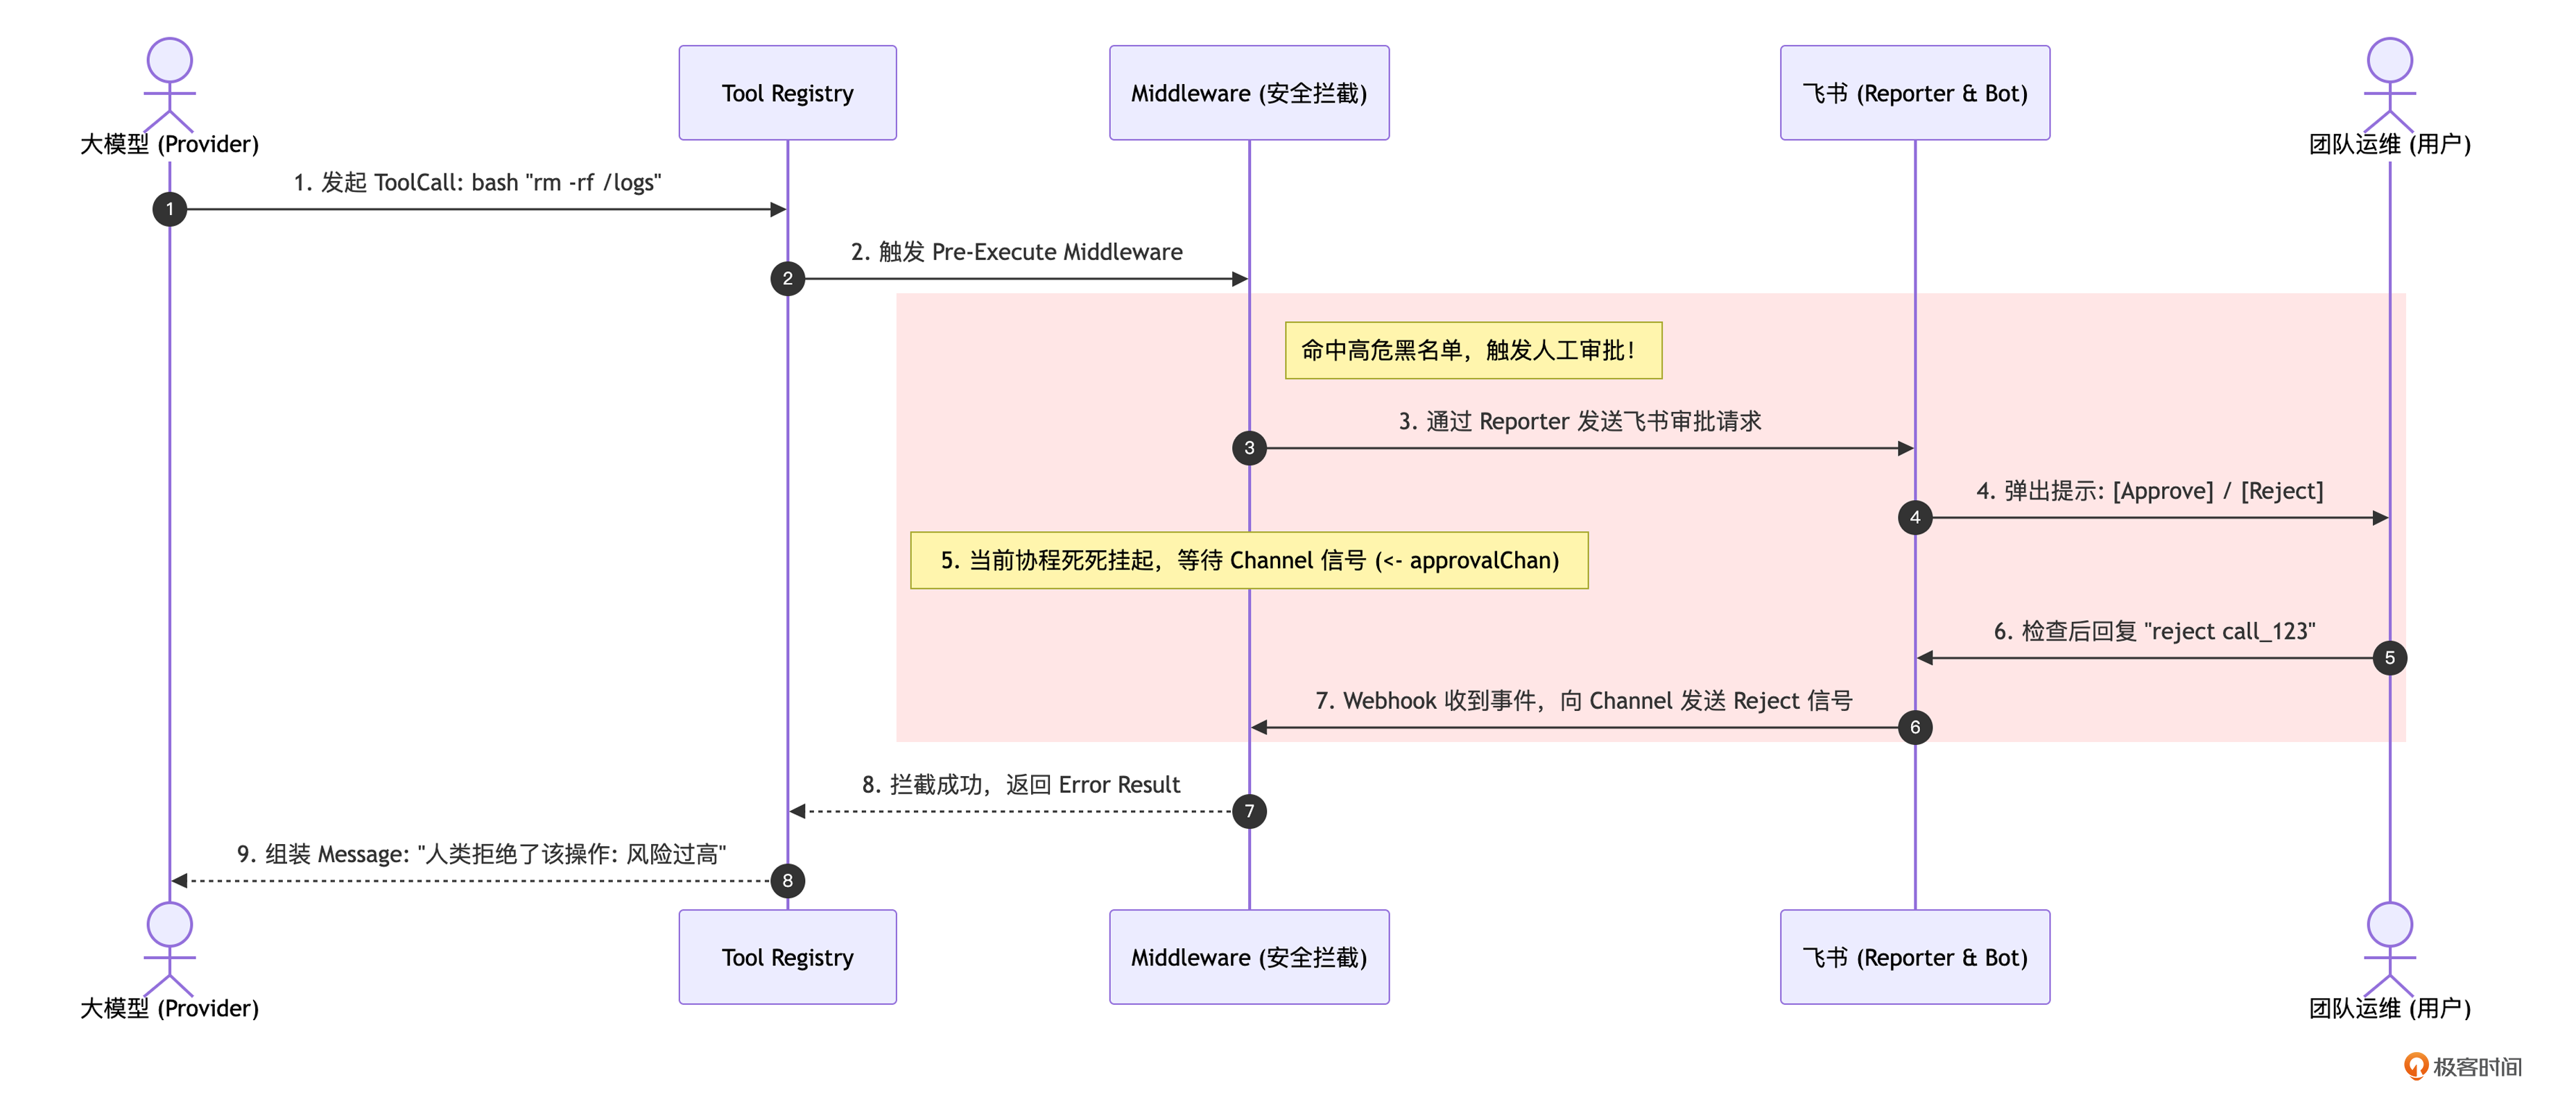 大模型 (Provider)
Tool Registry
Middleware (安全拦截)
飞书 (Reporter & Bot)
团队运维 (用户)
1. 发起 ToolCall: bash "rm -rf /logs"
1
2. 触发 Pre-Execute Middleware
2
命中高危黑名单，触发人工审批！
3. 通过 Reporter 发送飞书审批请求
3
4. 弹出提示: [Approve] / [Reject]
4
5. 当前协程死死挂起，等待 Channel 信号 (<- approvalChan)
6. 检查后回复 "reject call_123"
5
7. Webhook 收到事件，向 Channel 发送 Reject 信号
6
8. 拦截成功，返回 Error Result
7
9. 组装 Message: "人类拒绝了该操作: 风险过高"
8
大模型 (Provider)
Tool Registry
Middleware (安全拦截)
飞书 (Reporter & Bot)
团队运维 (用户)
极客时间